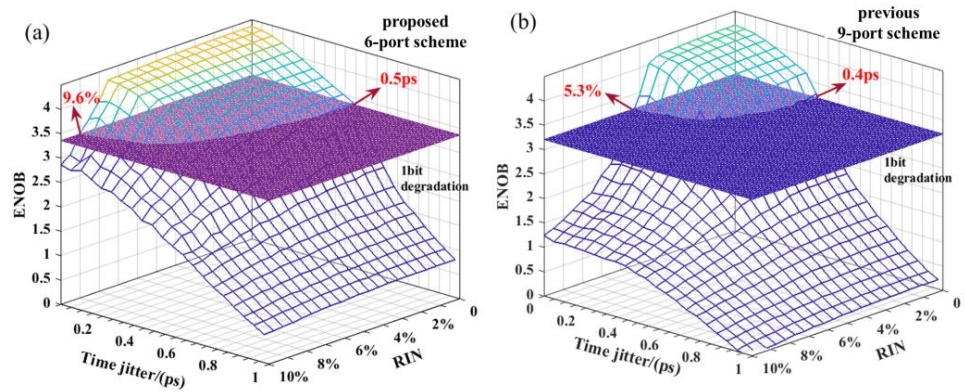 (a)
proposed
6-port scheme
9.6%
0.5ps
1bit
degradation
ENOB
4
3.5
3
2.5
2
1.5
1
0.5
0
0.2
0.4
0.6
0.8
1
Time jitter/(ps)
10%
8%
6%
4%
2%
0
RIN
(b)
previous
9-port scheme
5.3%
0.4ps
1bit
degradation
ENOB
4
3.5
3
2.5
2
1.5
1
0.5
0
0
0.2
0.4
0.6
0.8
1
Time jitter/(ps)
10%
8%
6%
4%
2%
0
RIN